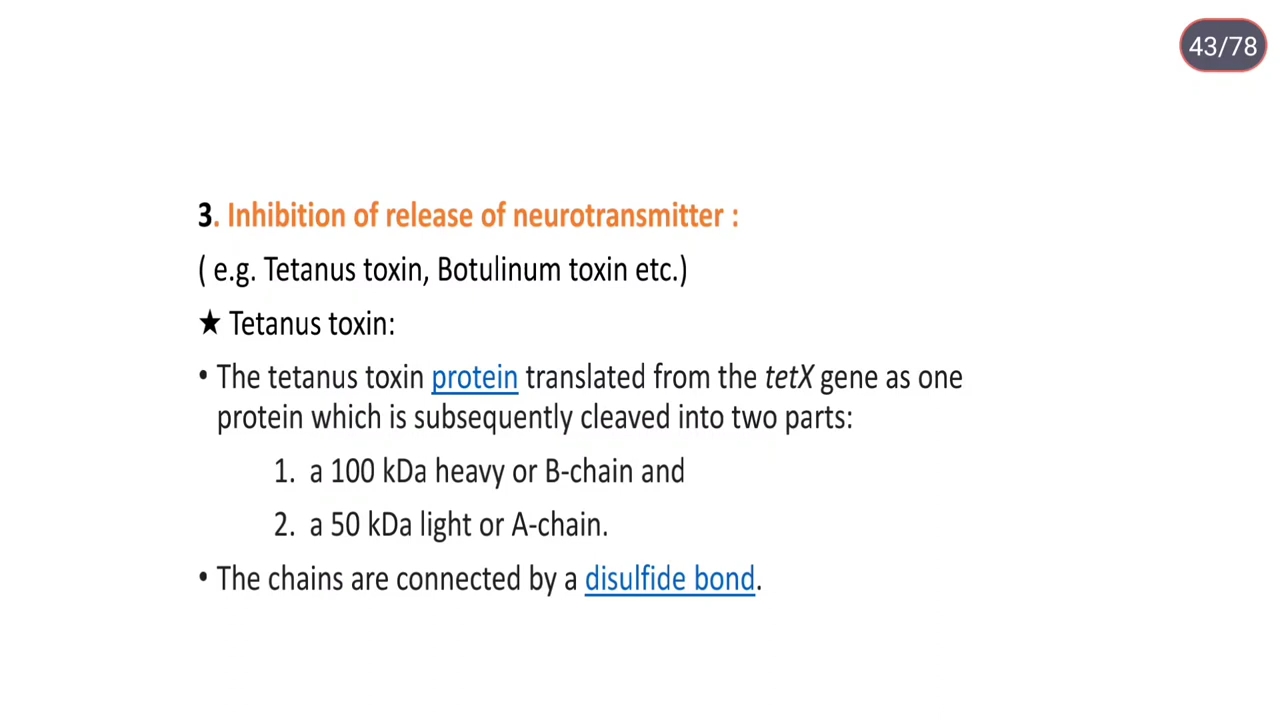 43/78
3. Inhibition of release of neurotransmitter :
( e.g. Tetanus toxin, Botulinum toxin etc.)
★ Tetanus toxin:
• The tetanus toxin protein translated from the tetX gene as one
protein which is subsequently cleaved into two parts:
1. a 100 kDa heavy or B-chain and
2. a 50 kDa light or A-chain.
• The chains are connected by a disulfide bond.